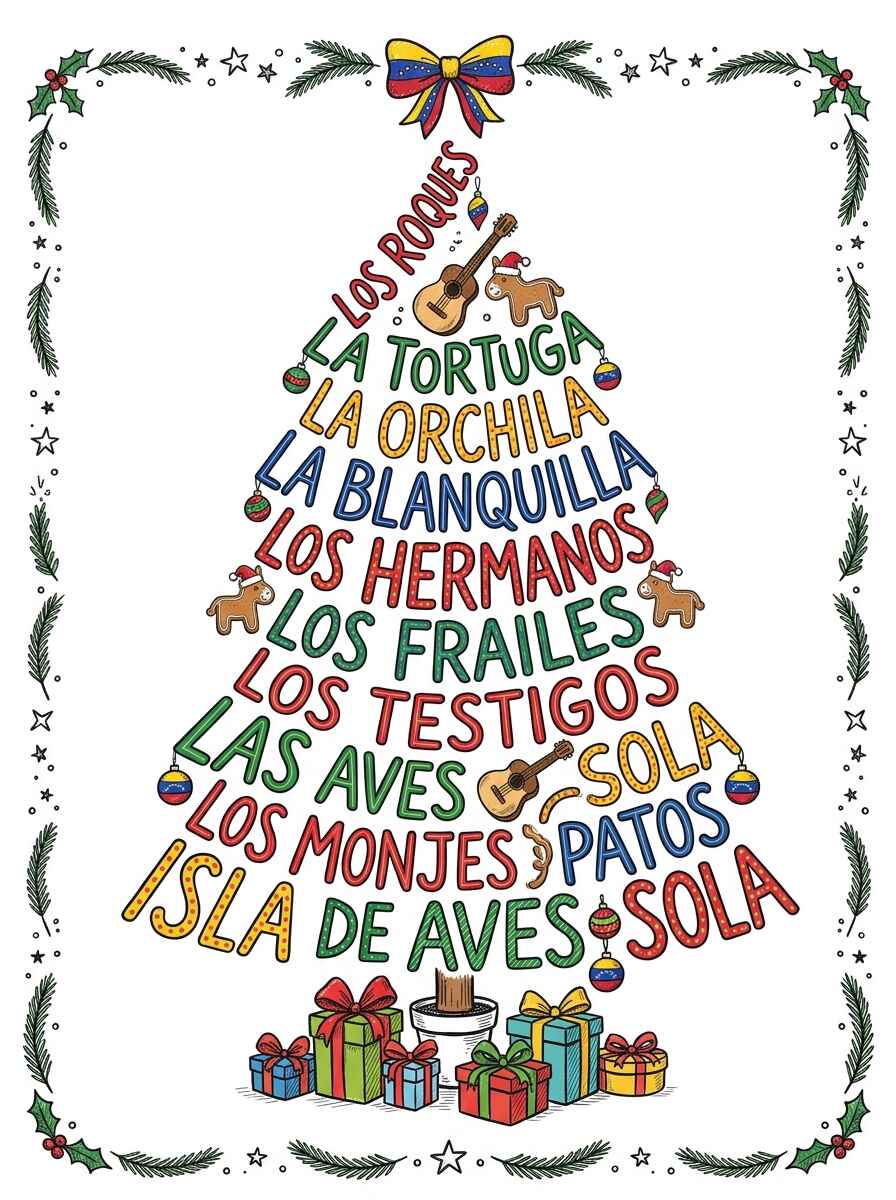 LOS ROQUES
LA TORTUGA
LA ORCHILA
LA BLANQUILLA
LOS HERMANOS
LOS FRAILES
LOS TESTIGOS
LAS AVES SOLA
LOS MONJES PATOS
ISLA DE AVES SOLA